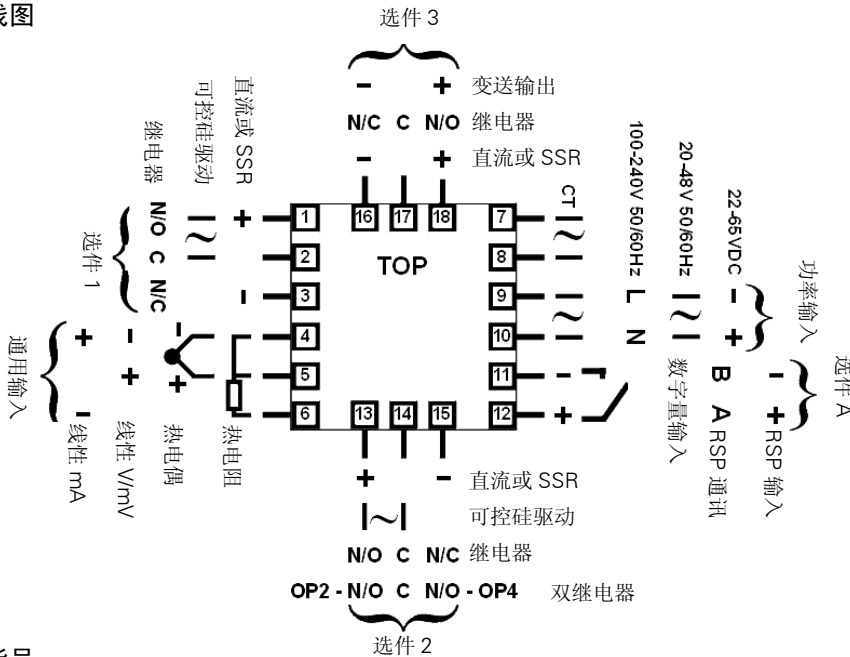 线图
选件 3
- + 变送输出
N/C C N/O 继电器
- + 直流或 SSR
继电器
可控硅驱动
直流或 SSR
N/O
C
N/C
选件 1
+
-
1
2
3
4
5
6
16 17 18
TOP
7
8
9
10
11
12
13 14 15
CT
100-240V 50/60Hz
L
N
20-48V 50/60Hz
22-65VDC
-
+
功率输入
选件 A
-
+
数字量输入
B
A
RSP 通讯
-
+
RSP 输入
通用输入
+
-
线性 mA
-
+
线性 V/mV
-
+
热电偶
热电阻
+ - 直流或 SSR
可控硅驱动
N/O C N/C 继电器
OP2 - N/O C N/O - OP4 双继电器
选件 2